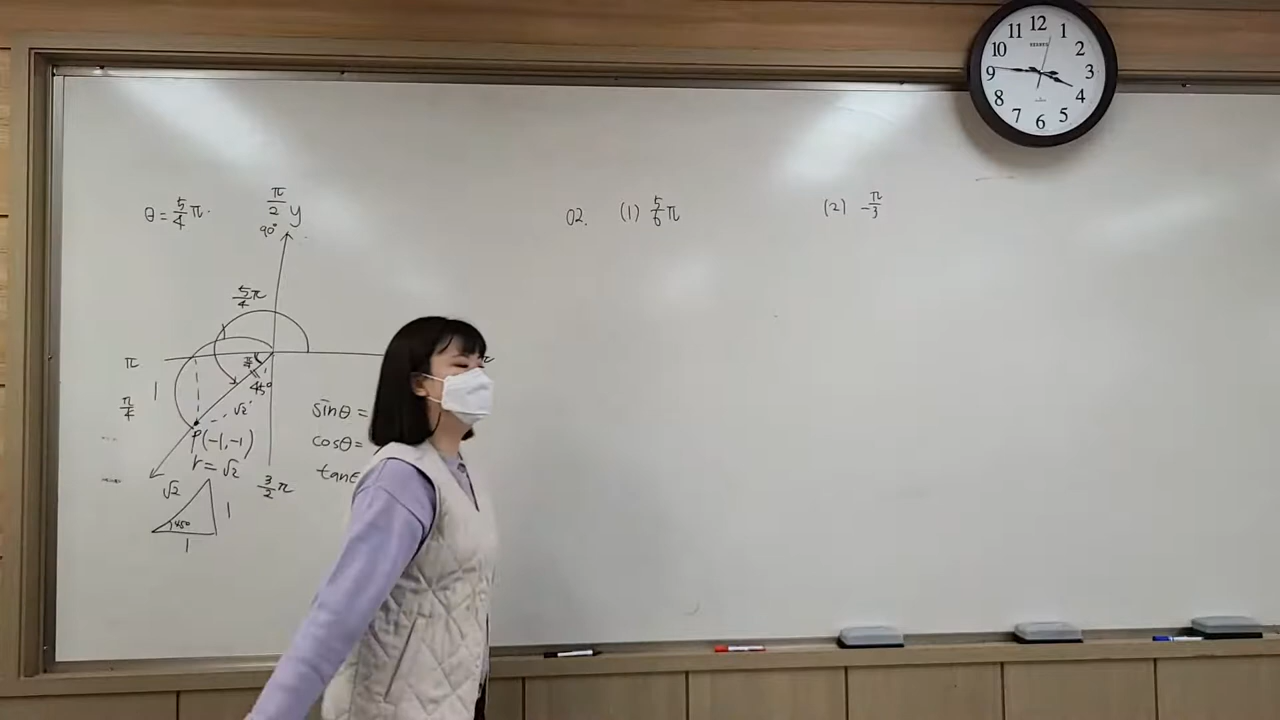 θ = 5/4 π.
π/2 y
90°
5/4 π
π
π/4
45°
1
π/4
√2
P(-1,-1)
r = √2
sinθ =
cosθ =
tanθ
3/2 π
√2
45°
1
1
02. (1) 5/6 π (2) -π/3
12
1
2
3
4
5
6
7
8
9
10
11